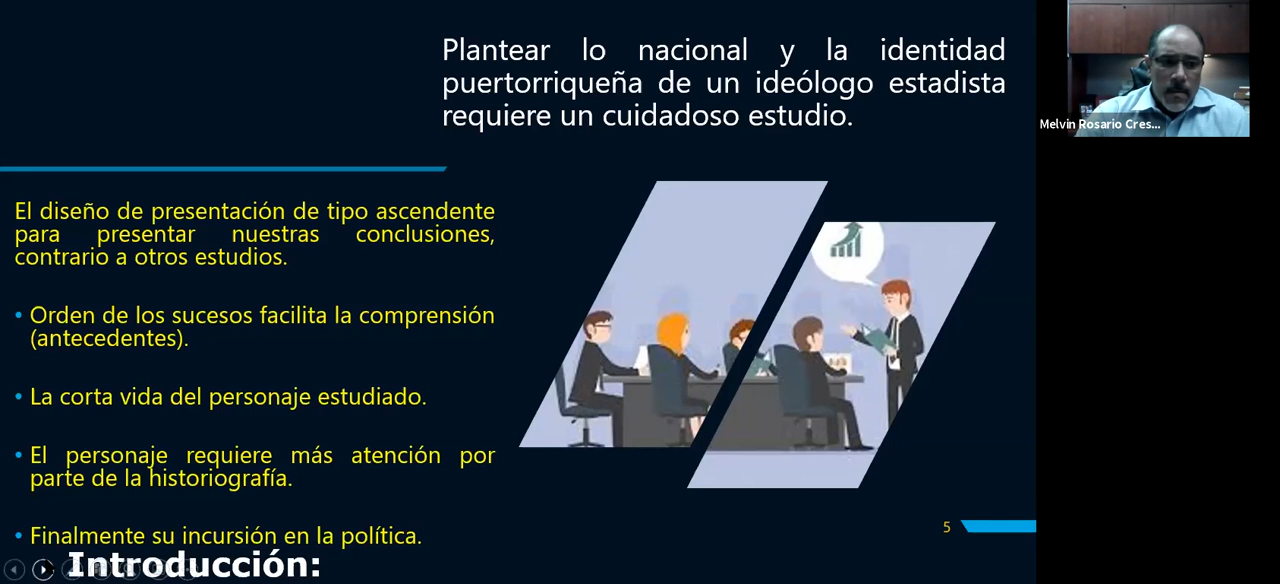 Plantear lo nacional y la identidad
puertorriqueña de un ideólogo estadista
requiere un cuidadoso estudio.
Melvin Rosario Cres...
El diseño de presentación de tipo ascendente
para presentar nuestras conclusiones,
contrario a otros estudios.
• Orden de los sucesos facilita la comprensión
(antecedentes).
• La corta vida del personaje estudiado.
• El personaje requiere más atención por
parte de la historiografía.
• Finalmente su incursión en la política.
5
Introducción: